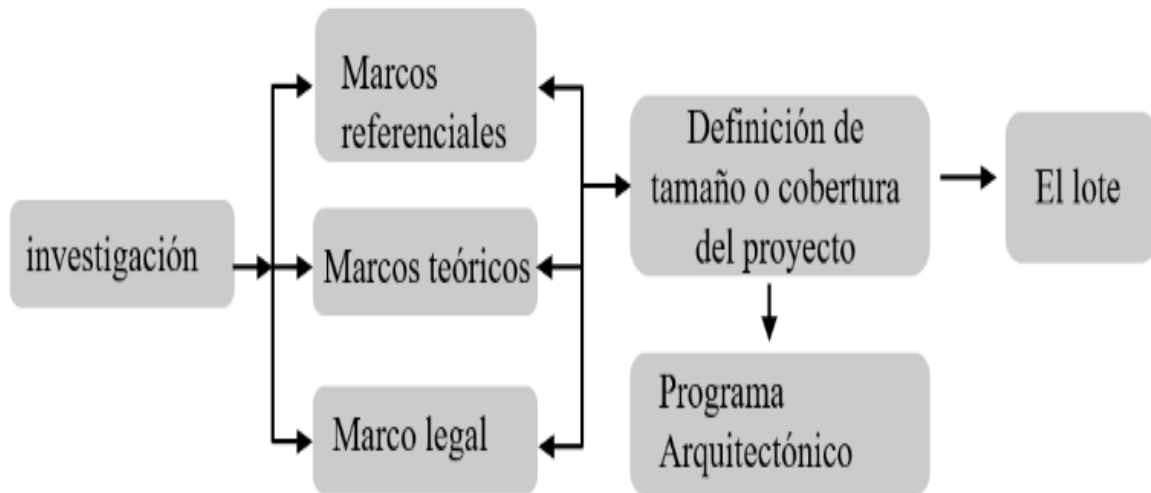 investigación
Marcos
referenciales
Marcos teóricos
Marco legal
Definición de
tamaño o cobertura
del proyecto
Programa
Arquitectónico
El lote